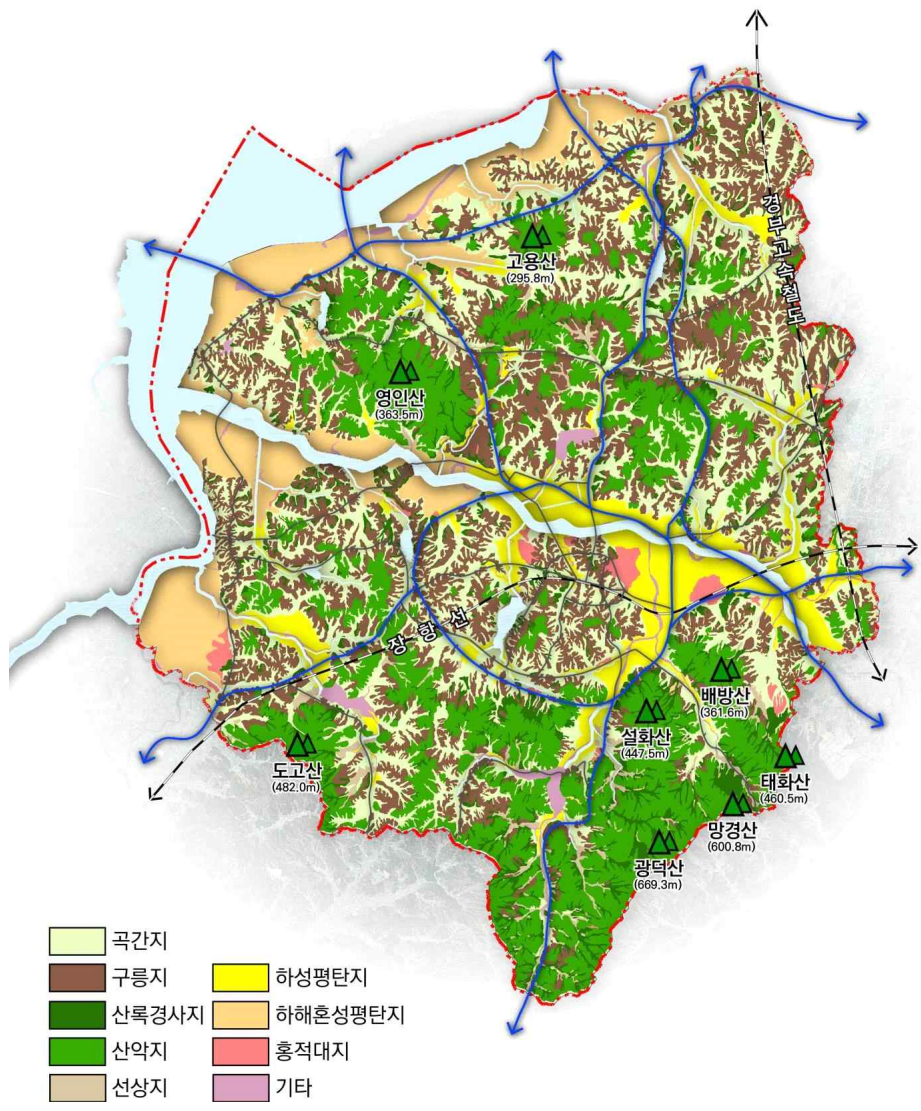 경부고속철도
고용산
(295.8m)
영인산
(363.5m)
장항선
배방산
(361.6m)
설화산
(447.5m)
도고산
(482.0m)
태화산
(460.5m)
망경산
(600.8m)
광덕산
(669.3m)
곡간지
구릉지
산록경사지
산악지
선상지
하성평탄지
하해혼성평탄지
홍적대지
기타